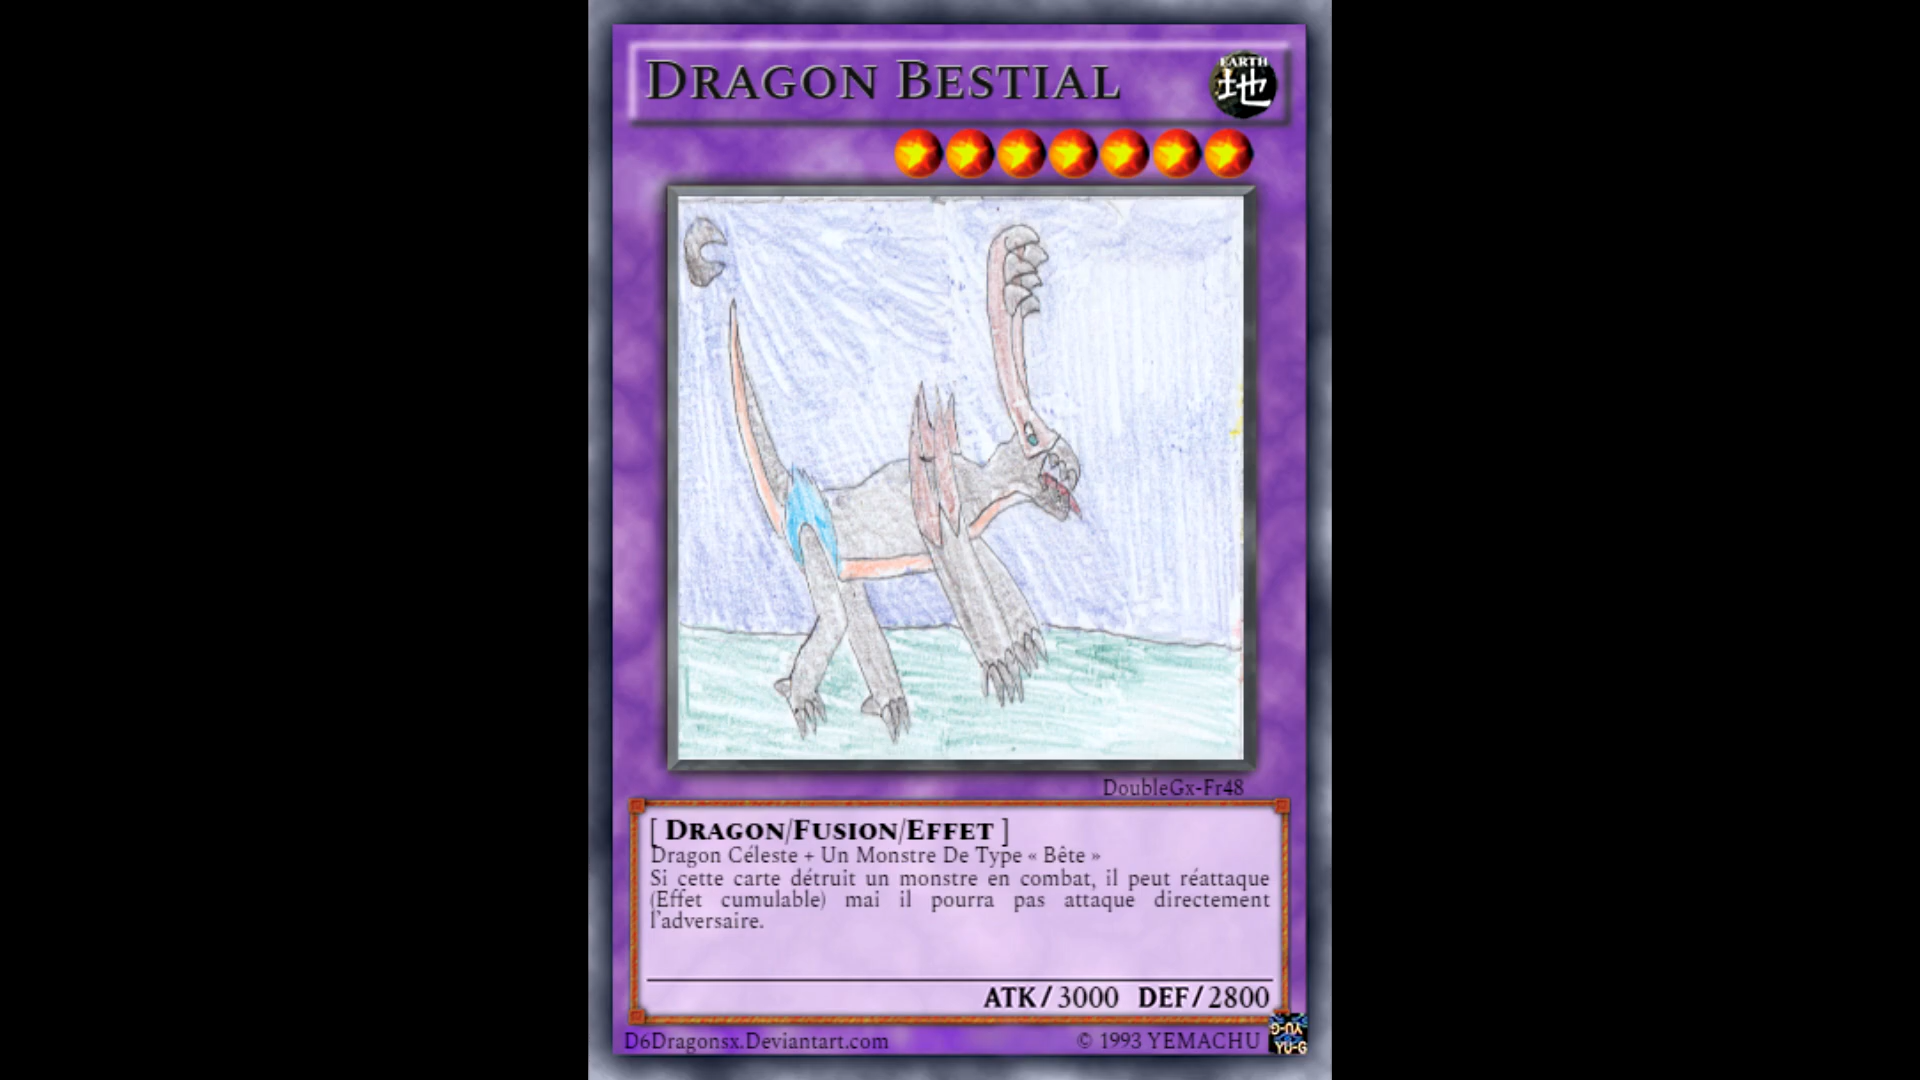 DRAGON BESTIAL
EARTH
地
DoubleGx-Fr48
[ DRAGON/FUSION/EFFET ]
Dragon Céleste + Un Monstre De Type « Bête »
Si cette carte détruit un monstre en combat, il peut réattaque
(Effet cumulable) mai il pourra pas attaque directement
l'adversaire.
ATK/3000 DEF/2800
D6Dragonsx.Deviantart.com
© 1993 YEMACHU
YU-G